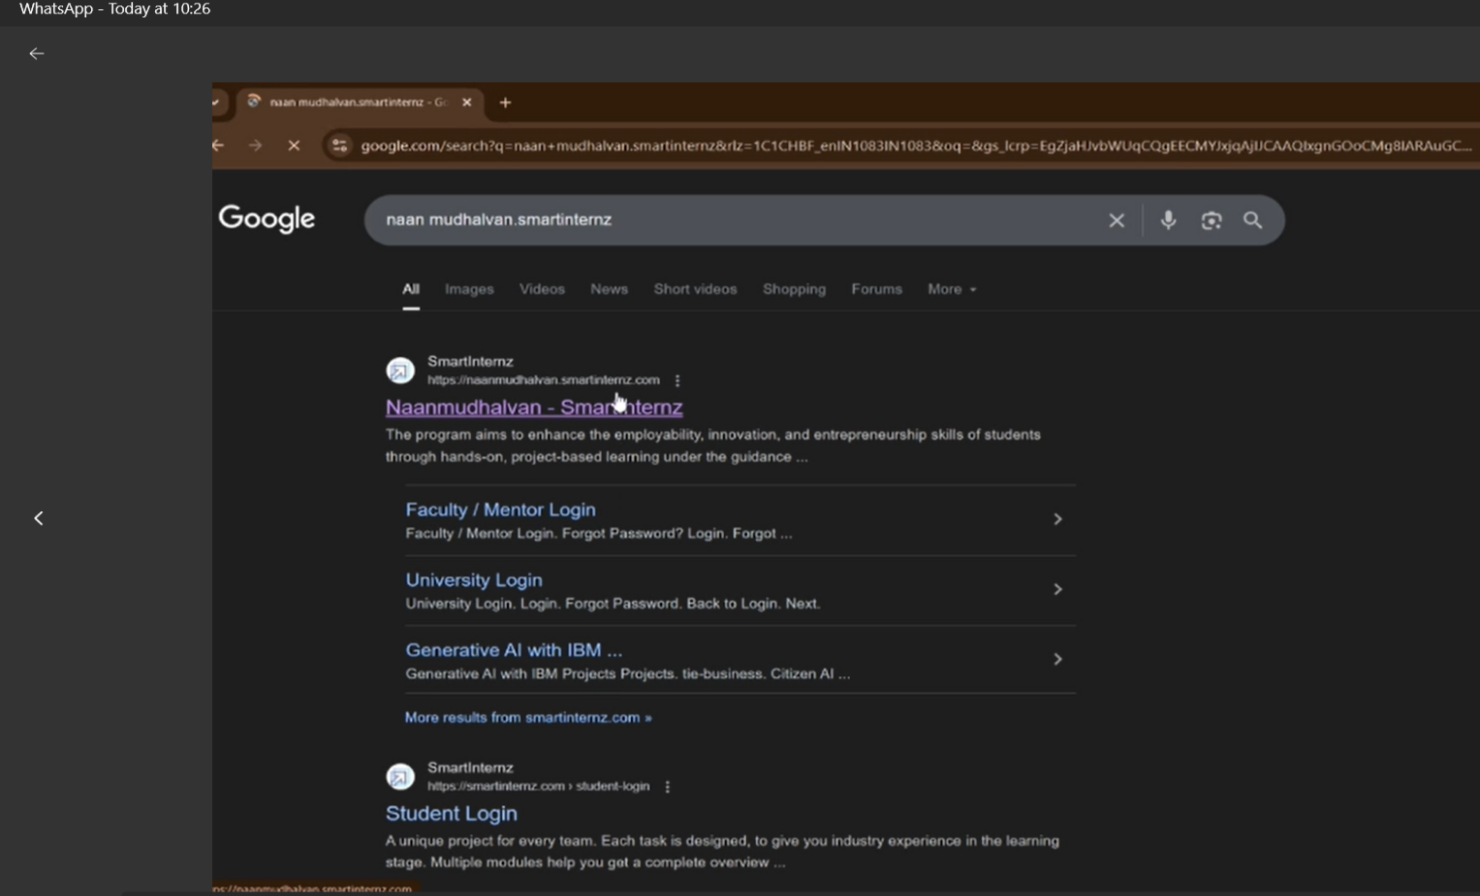 WhatsApp - Today at 10:26
naan mudhalvan.smartinternz - Go
google.com/search?q=naan+mudhalvan.smartinternz&rlz=1C1CHBF_enIN1083IN1083&oq=&gs_lcrp=
Google
naan mudhalvan.smartinternz
All Images Videos News Short videos Shopping Forums More
SmartInternz
https://naanmudhalvan.smartinternz.com
Naanmudhalvan - SmartInternz
The program aims to enhance the employability, innovation, and entrepreneurship skills of students
through hands-on, project-based learning under the guidance ...
Faculty / Mentor Login
Faculty / Mentor Login. Forgot Password? Login. Forgot ...
University Login
University Login. Login. Forgot Password. Back to Login. Next.
Generative AI with IBM ...
Generative AI with IBM Projects Projects. tie-business. Citizen AI ...
More results from smartinternz.com »
SmartInternz
https://smartinternz.com › student-login
Student Login
A unique project for every team. Each task is designed, to give you industry experience in the learning
stage. Multiple modules help you get a complete overview ...
ps://naanmudhalvan.smartinternz.com